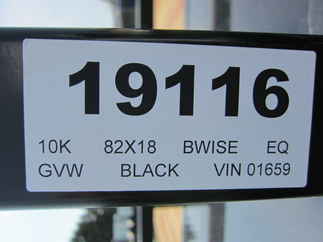 19116
10K 82X18 BWISE EQ
GVW BLACK VIN 01659